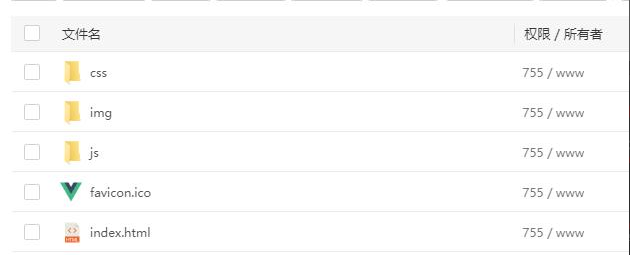 文件名 权限 / 所有者
css 755 / www
img 755 / www
js 755 / www
favicon.ico 755 / www
index.html 755 / www